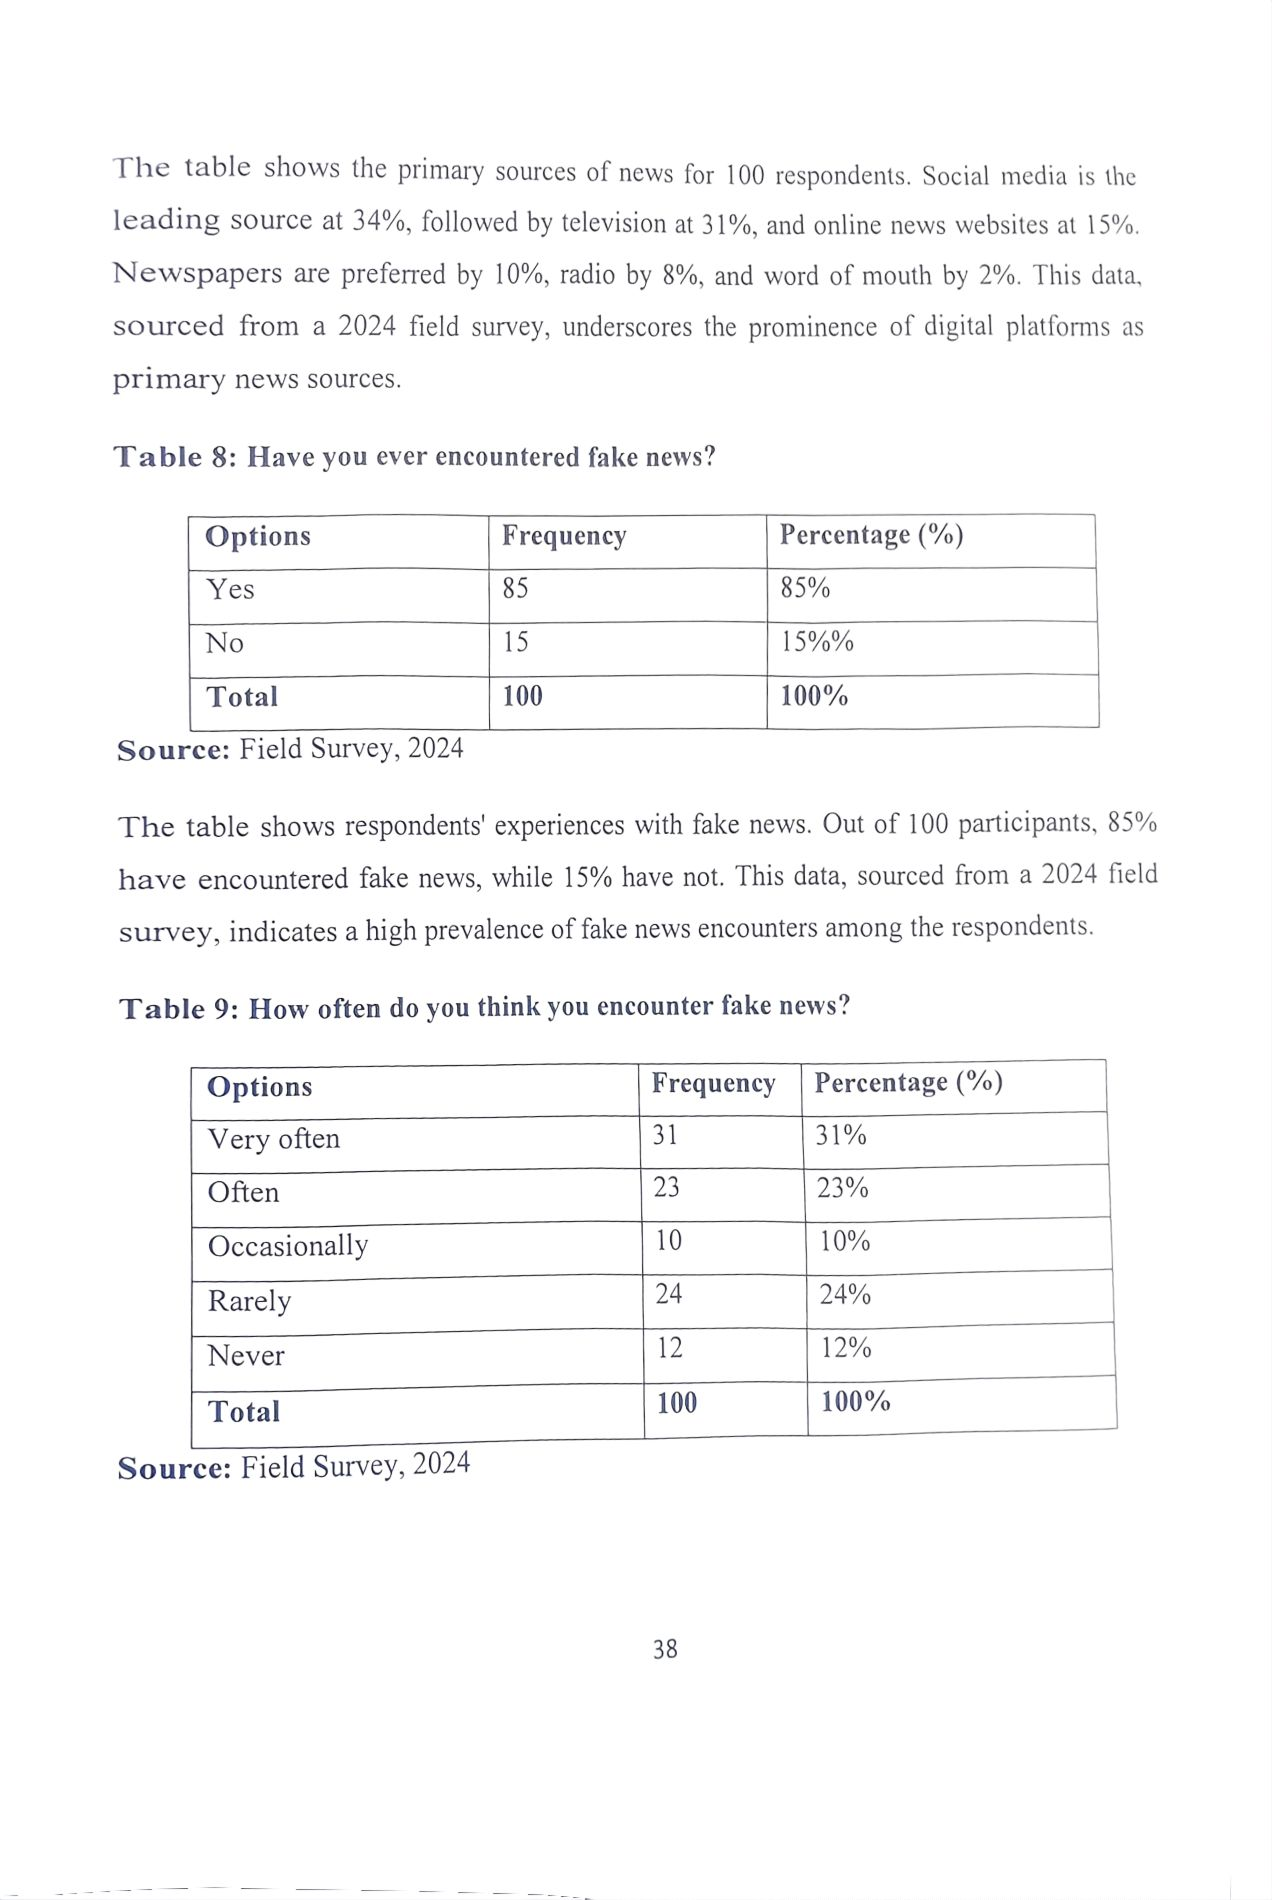 The table shows the primary sources of news for 100 respondents. Social media is the
leading source at 34%, followed by television at 31%, and online news websites at 15%.
Newspapers are preferred by 10%, radio by 8%, and word of mouth by 2%. This data,
sourced from a 2024 field survey, underscores the prominence of digital platforms as
primary news sources.
Table 8: Have you ever encountered fake news?
Options Frequency Percentage (%)
Yes 85 85%
No 15 15%%
Total 100 100%
Source: Field Survey, 2024
The table shows respondents' experiences with fake news. Out of 100 participants, 85%
have encountered fake news, while 15% have not. This data, sourced from a 2024 field
survey, indicates a high prevalence of fake news encounters among the respondents.
Table 9: How often do you think you encounter fake news?
Options Frequency Percentage (%)
Very often 31 31%
Often 23 23%
Occasionally 10 10%
Rarely 24 24%
Never 12 12%
Total 100 100%
Source: Field Survey, 2024
38